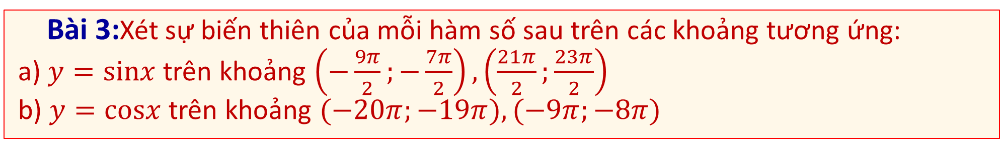 Bài 3:Xét sự biến thiên của mỗi hàm số sau trên các khoảng tương ứng:
a) y = sinx trên khoảng (−9π/2; −7π/2), (21π/2; 23π/2)
b) y = cosx trên khoảng (−20π; −19π), (−9π; −8π)